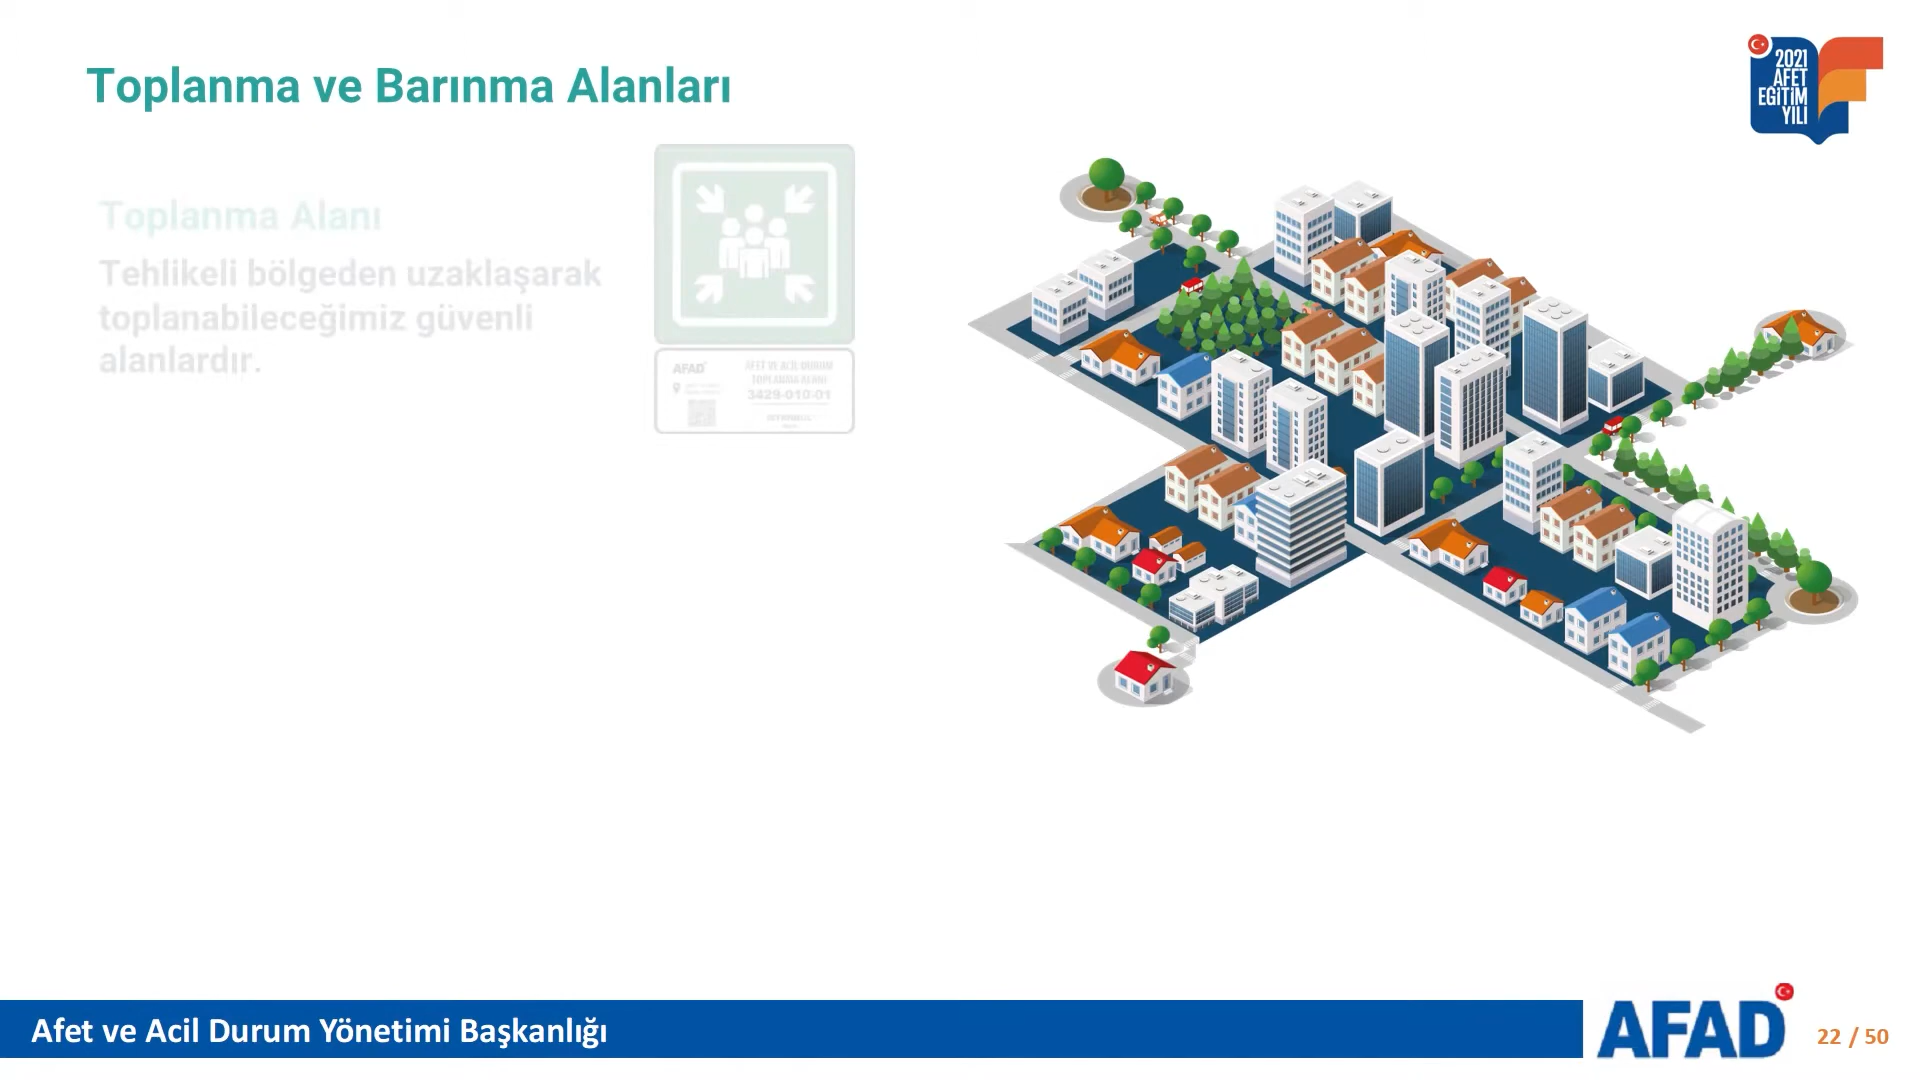 Toplanma ve Barınma Alanları
2021
AFET
EĞİTİM
YILI
Toplanma Alanı
Tehlikeli bölgeden uzaklaşarak
toplanabileceğimiz güvenli
alanlardır.
AFAD
AFET VE ACİL DURUM
TOPLANMA ALANI
3429-010-01
İSTANBUL
Afet ve Acil Durum Yönetimi Başkanlığı
AFAD
22 / 50